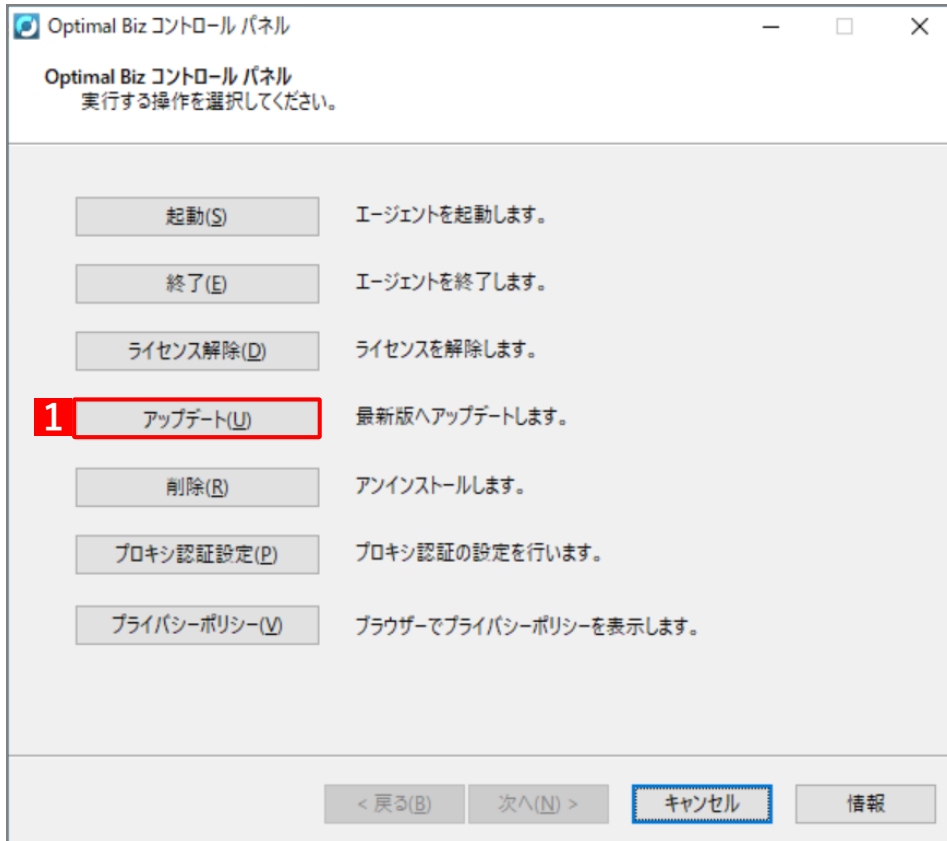 Optimal Biz コントロール パネル
Optimal Biz コントロール パネル
実行する操作を選択してください。
起動(S) エージェントを起動します。
終了(E) エージェントを終了します。
ライセンス解除(D) ライセンスを解除します。
1 アップデート(U) 最新版へアップデートします。
削除(R) アンインストールします。
プロキシ認証設定(P) プロキシ認証の設定を行います。
プライバシーポリシー(V) ブラウザーでプライバシーポリシーを表示します。
< 戻る(B) 次へ(N) > キャンセル 情報